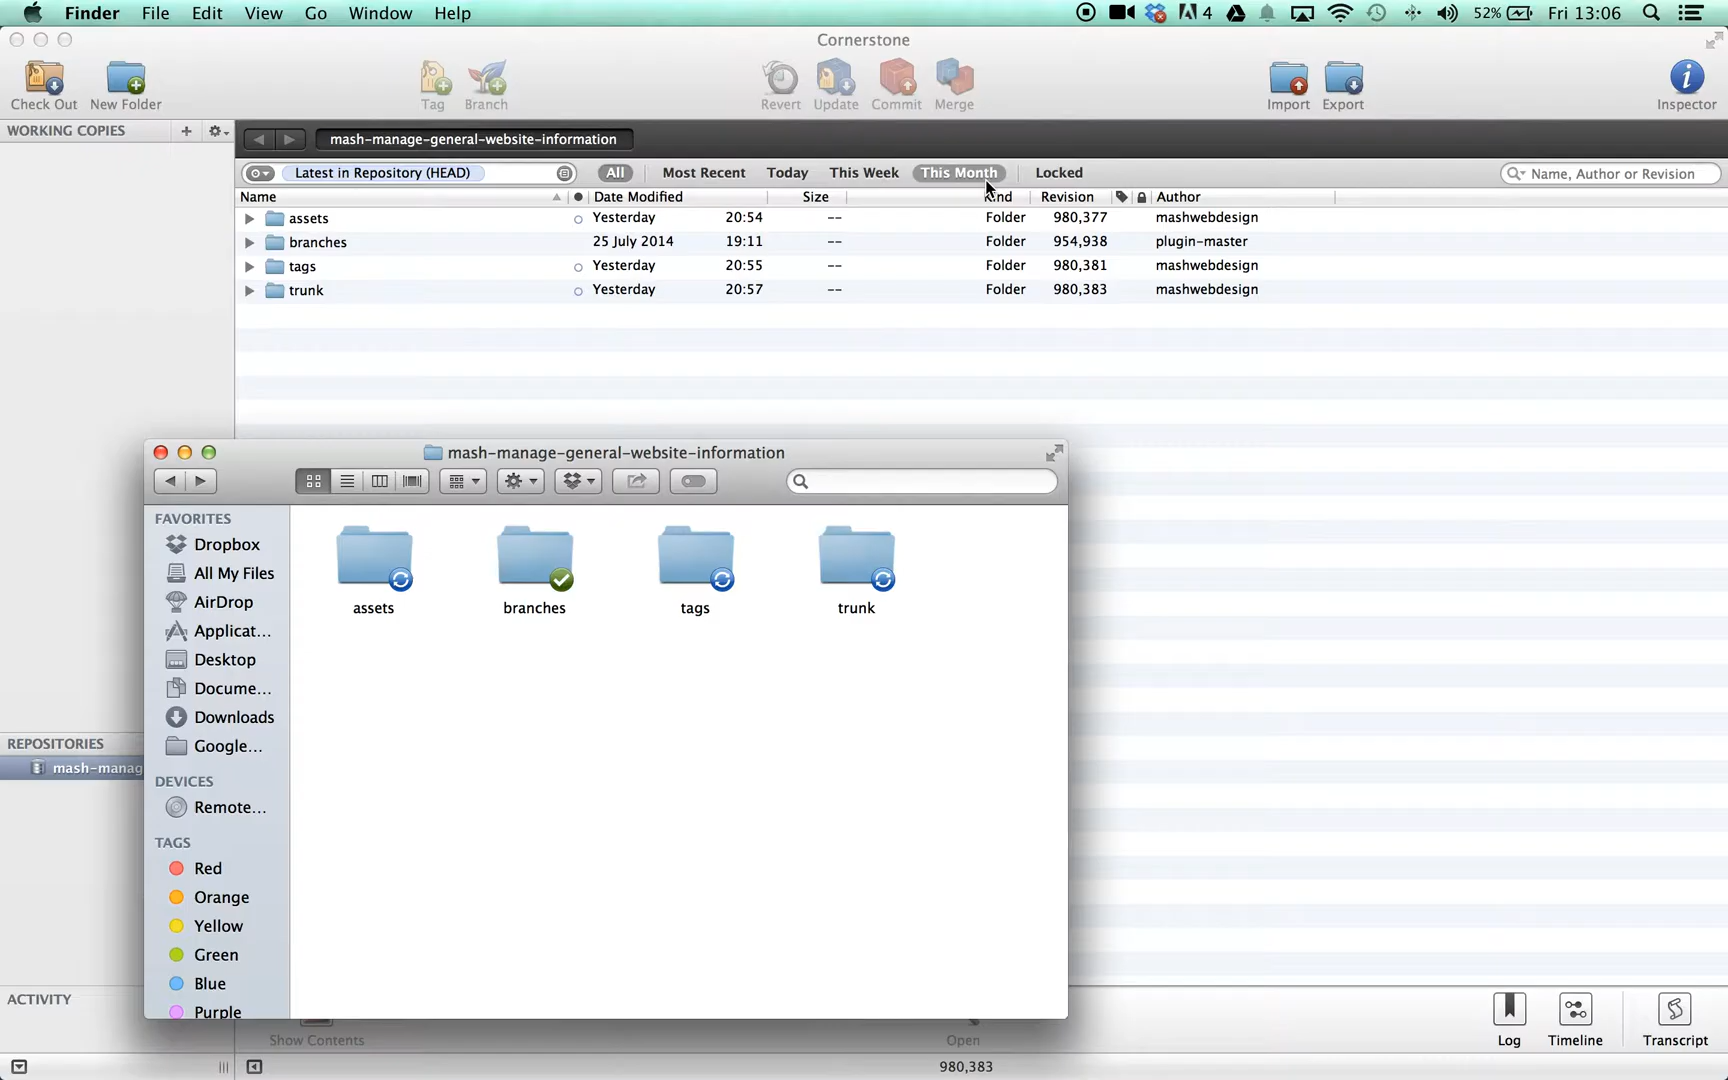 Finder File Edit View Go Window Help 4 52% Fri 13:06
Cornerstone
Check Out New Folder Tag Branch Revert Update Commit Merge Import Export Inspector
WORKING COPIES
mash-manage-general-website-information
Latest in Repository (HEAD) All Most Recent Today This Week This Month Locked Name, Author or Revision
Name Date Modified Size Revision Author
assets Yesterday 20:54 -- Folder 980,377 mashwebdesign
branches 25 July 2014 19:11 -- Folder 954,938 plugin-master
tags Yesterday 20:55 -- Folder 980,381 mashwebdesign
trunk Yesterday 20:57 -- Folder 980,383 mashwebdesign
mash-manage-general-website-information
FAVORITES
Dropbox
All My Files
AirDrop
Applicat...
Desktop
Docume...
Downloads
Google...
DEVICES
Remote...
TAGS
Red
Orange
Yellow
Green
Blue
Purple
assets branches tags trunk
REPOSITORIES
mash-manag
ACTIVITY
Show Contents Open Log Timeline Transcript
980,383